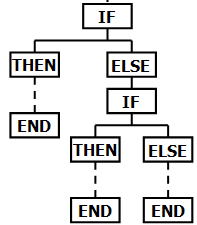 IF
THEN ELSE
IF
END
THEN ELSE
END END